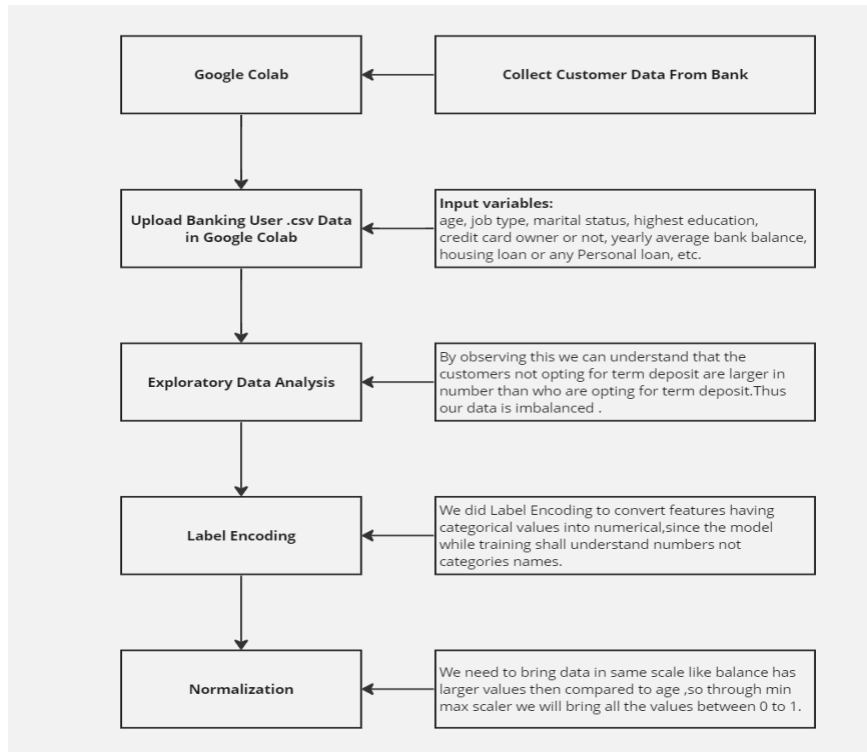 Google Colab
Collect Customer Data From Bank
Upload Banking User .csv Data
in Google Colab
Input variables:
age, job type, marital status, highest education,
credit card owner or not, yearly average bank balance,
housing loan or any Personal loan, etc.
Exploratory Data Analysis
By observing this we can understand that the
customers not opting for term deposit are larger in
number than who are opting for term deposit.Thus
our data is imbalanced .
Label Encoding
We did Label Encoding to convert features having
categorical values into numerical,since the model
while training shall understand numbers not
categories names.
Normalization
We need to bring data in same scale like balance has
larger values then compared to age ,so through min
max scaler we will bring all the values between 0 to 1.